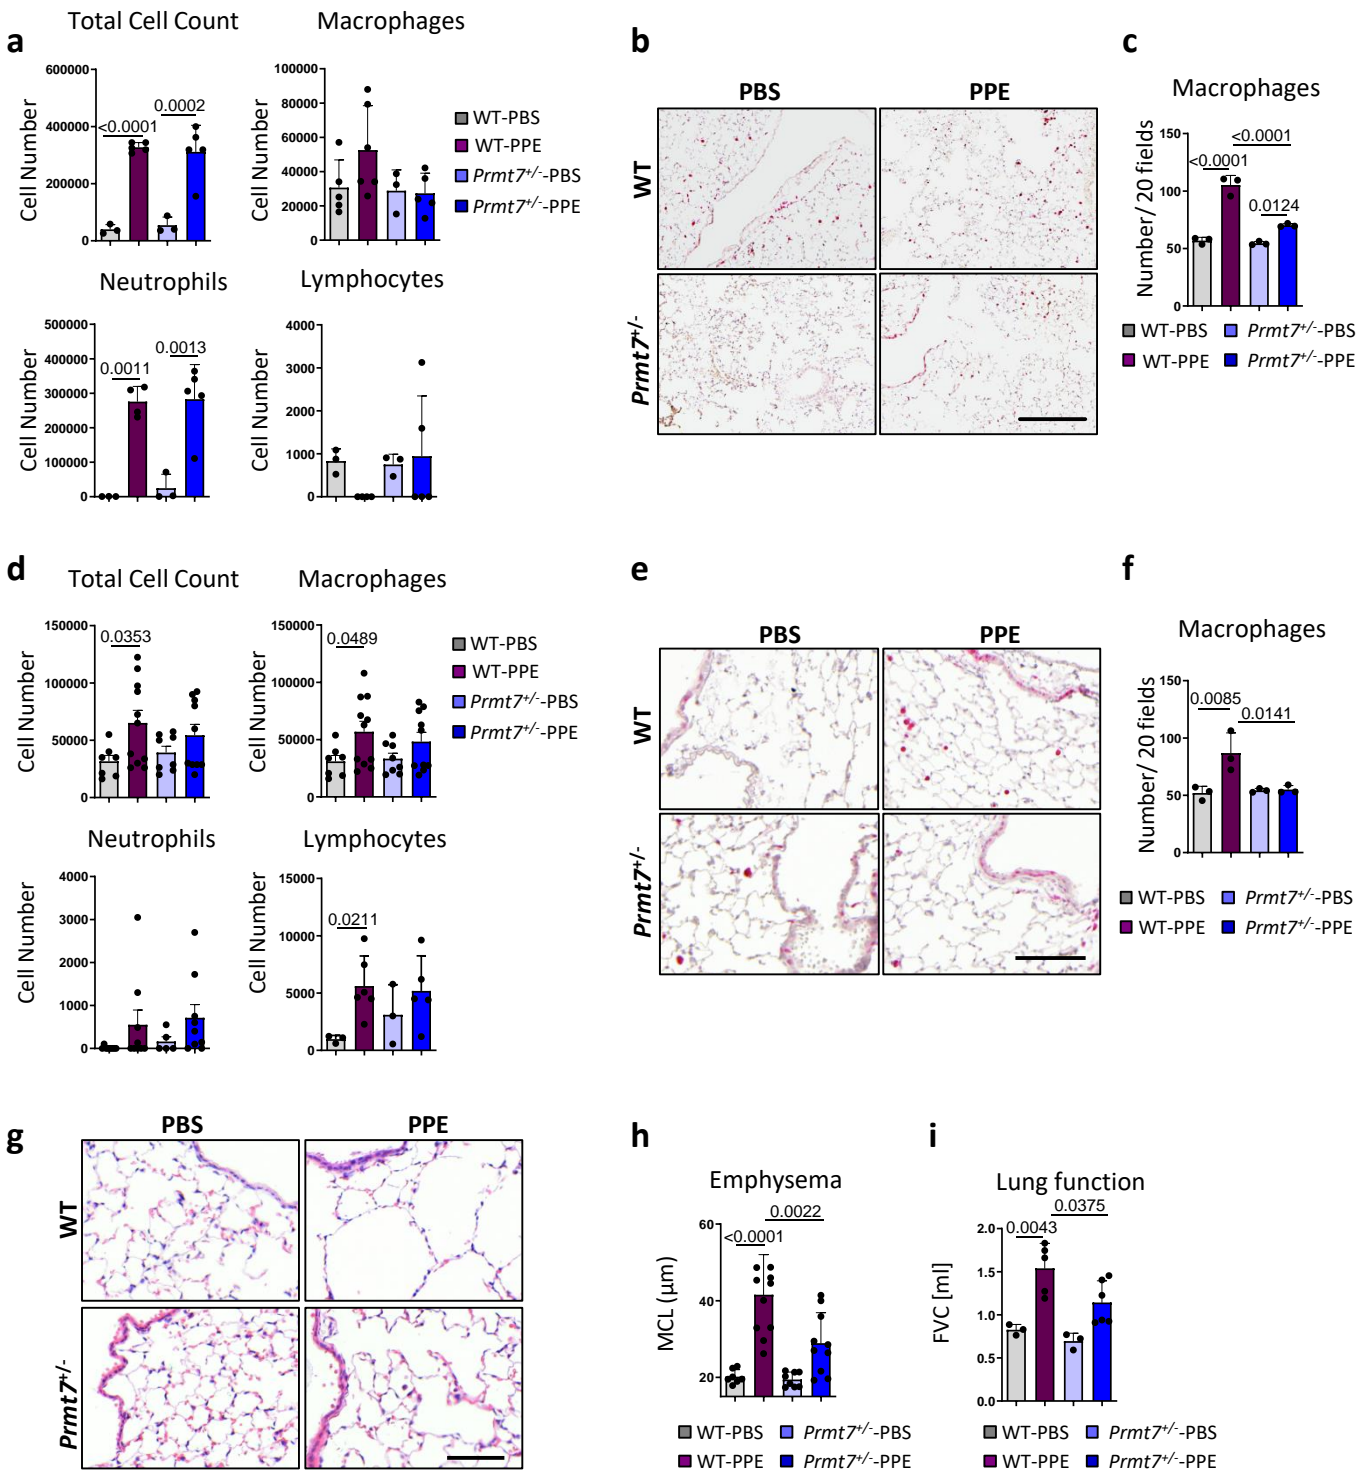 a
Total Cell Count
Macrophages
Cell Number
600000
400000
200000
0
<0.0001
0.0002
Cell Number
100000
80000
60000
40000
20000
0
WT-PBS
WT-PPE
Prmt7+/--PBS
Prmt7+/--PPE
Neutrophils
Lymphocytes
Cell Number
500000
400000
300000
200000
100000
0
0.0011
0.0013
Cell Number
4000
3000
2000
1000
0
b
PBS
PPE
WT
Prmt7+/-
c
Macrophages
Number/ 20 fields
150
100
50
0
<0.0001
<0.0001
0.0124
WT-PBS
Prmt7+/--PBS
WT-PPE
Prmt7+/--PPE
d
Total Cell Count
Macrophages
Cell Number
150000
100000
50000
0
0.0353
Cell Number
150000
100000
50000
0
0.0489
WT-PBS
WT-PPE
Prmt7+/--PBS
Prmt7+/--PPE
Neutrophils
Lymphocytes
Cell Number
4000
3000
2000
1000
0
Cell Number
15000
10000
5000
0
0.0211
e
PBS
PPE
WT
Prmt7+/-
f
Macrophages
Number/ 20 fields
150
100
50
0
0.0085
0.0141
WT-PBS
Prmt7+/--PBS
WT-PPE
Prmt7+/--PPE
g
PBS
PPE
WT
Prmt7+/-
h
Emphysema
MCL (µm)
60
40
20
<0.0001
0.0022
WT-PBS
Prmt7+/--PBS
WT-PPE
Prmt7+/--PPE
i
Lung function
FVC [ml]
2.0
1.5
1.0
0.5
0.0
0.0043
0.0375
WT-PBS
Prmt7+/--PBS
WT-PPE
Prmt7+/--PPE